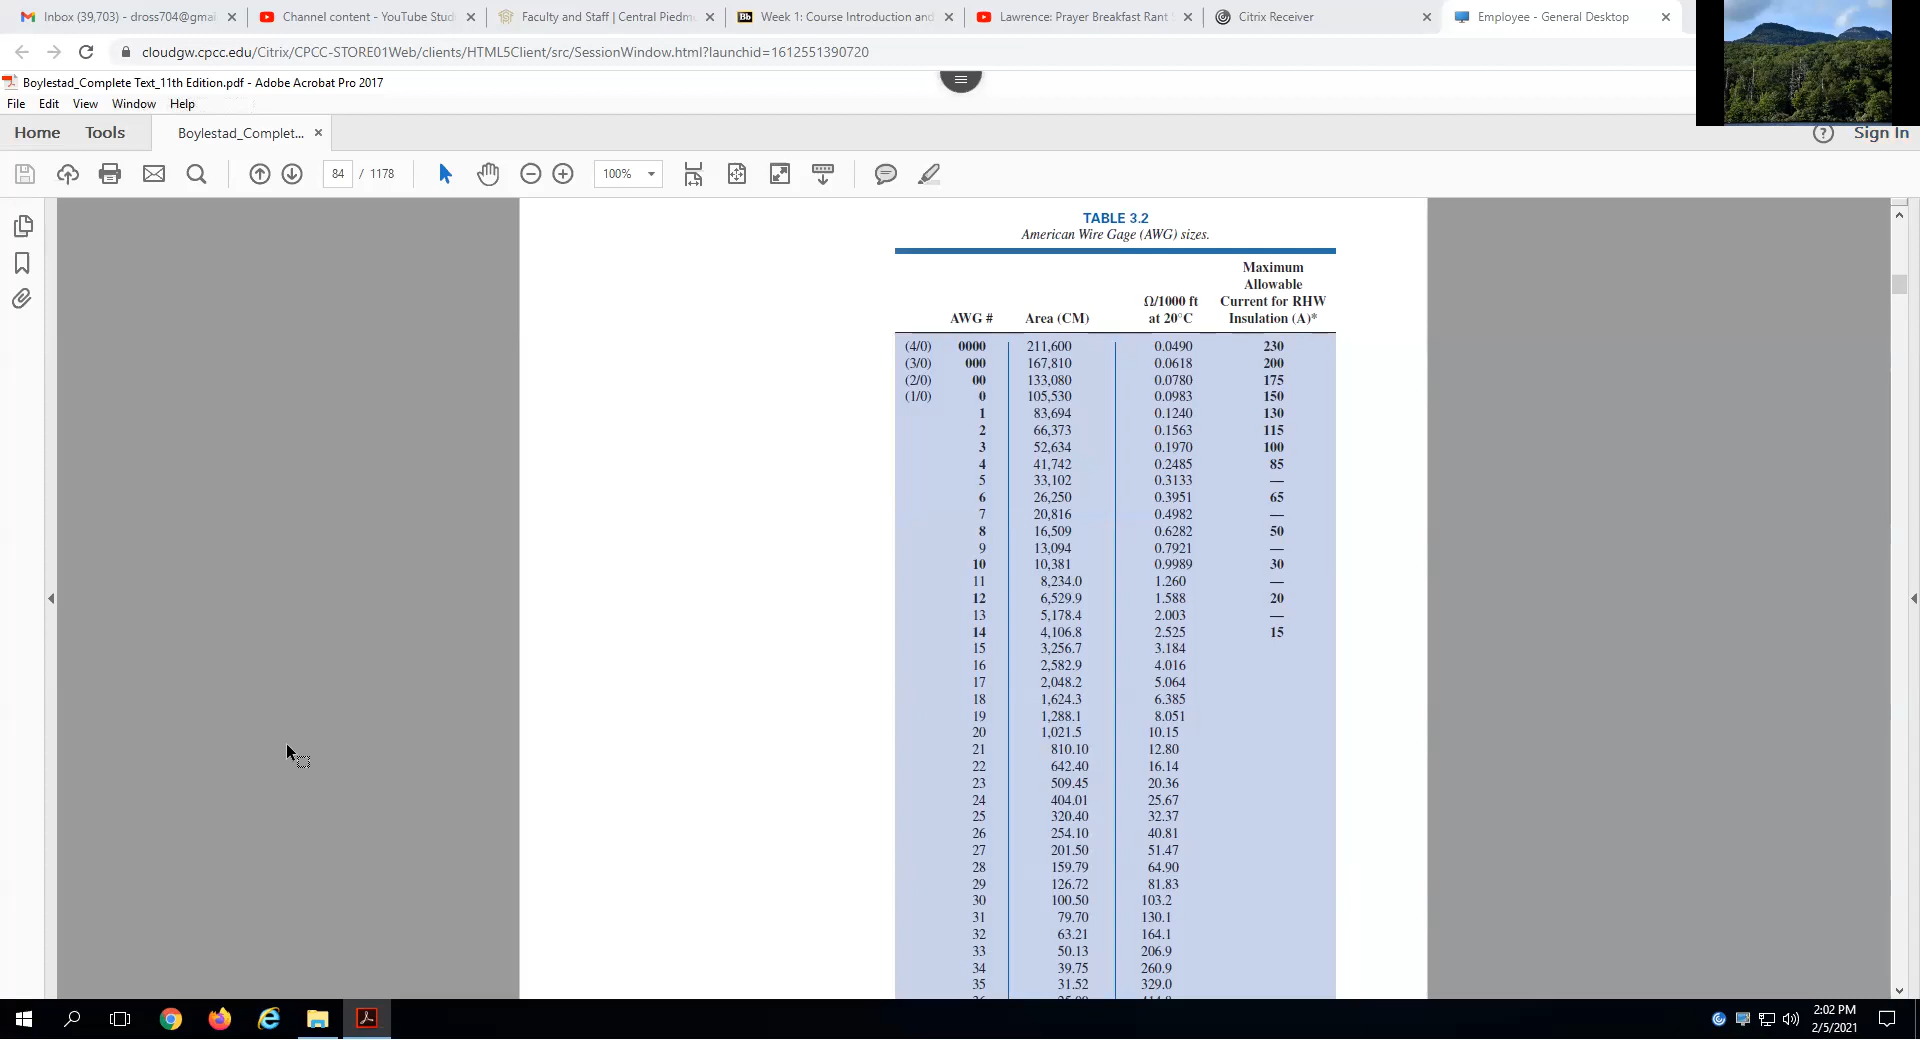 Inbox (39,703) - dross704@gmai
Channel content - YouTube Stud
Faculty and Staff | Central Piedm
Bb Week 1: Course Introduction and
Lawrence: Prayer Breakfast Rant
Citrix Receiver
Employee - General Desktop
cloudgw.cpcc.edu/Citrix/CPCC-STORE01Web/clients/HTML5Client/src/SessionWindow.html?launchid=1612551390720
Boylestad_Complete Text_11th Edition.pdf - Adobe Acrobat Pro 2017
File Edit View Window Help
Home Tools Boylestad_Complet... Sign In
84 / 1178 100%
TABLE 3.2
American Wire Gage (AWG) sizes.
Maximum
Allowable
Ω/1000 ft Current for RHW
AWG # Area (CM) at 20°C Insulation (A)*
(4/0) 0000 211,600 0.0490 230
(3/0) 000 167,810 0.0618 200
(2/0) 00 133,080 0.0780 175
(1/0) 0 105,530 0.0983 150
1 83,694 0.1240 130
2 66,373 0.1563 115
3 52,634 0.1970 100
4 41,742 0.2485 85
5 33,102 0.3133 —
6 26,250 0.3951 65
7 20,816 0.4982 —
8 16,509 0.6282 50
9 13,094 0.7921 —
10 10,381 0.9989 30
11 8,234.0 1.260 —
12 6,529.9 1.588 20
13 5,178.4 2.003 —
14 4,106.8 2.525 15
15 3,256.7 3.184
16 2,582.9 4.016
17 2,048.2 5.064
18 1,624.3 6.385
19 1,288.1 8.051
20 1,021.5 10.15
21 810.10 12.80
22 642.40 16.14
23 509.45 20.36
24 404.01 25.67
25 320.40 32.37
26 254.10 40.81
27 201.50 51.47
28 159.79 64.90
29 126.72 81.83
30 100.50 103.2
31 79.70 130.1
32 63.21 164.1
33 50.13 206.9
34 39.75 260.9
35 31.52 329.0
2:02 PM
2/5/2021